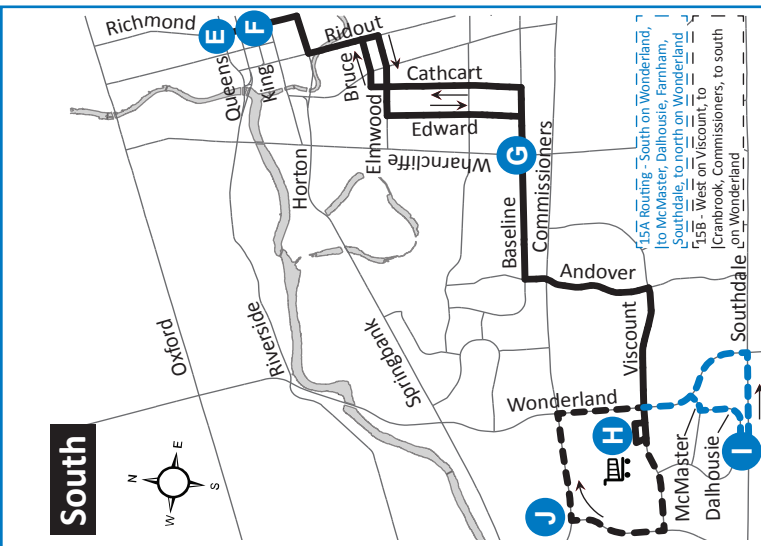 South
N
E
S
W
Richmond
E
F
Ridout
Queens
King
Bruce
Cathcart
Elmwood
Edward
Horton
Wharncliffe
G
Oxford
Riverside
Springbank
Baseline
Commissioners
Andover
Viscount
Wonderland
Southdale
H
McMaster
Dalhousie
I
J
15A Routing - South on Wonderland,
to McMaster, Dalhousie, Farnham,
Southdale, to north on Wonderland
15B - West on Viscount, to
Cranbrook, Commissioners, to south
on Wonderland